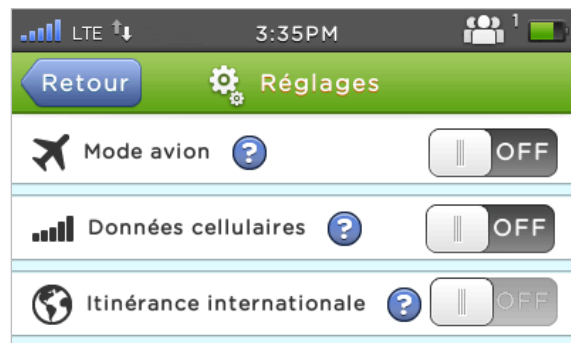 LTE 3:35PM 1
Retour Réglages
Mode avion ? OFF
Données cellulaires ? OFF
Itinérance internationale ? OFF